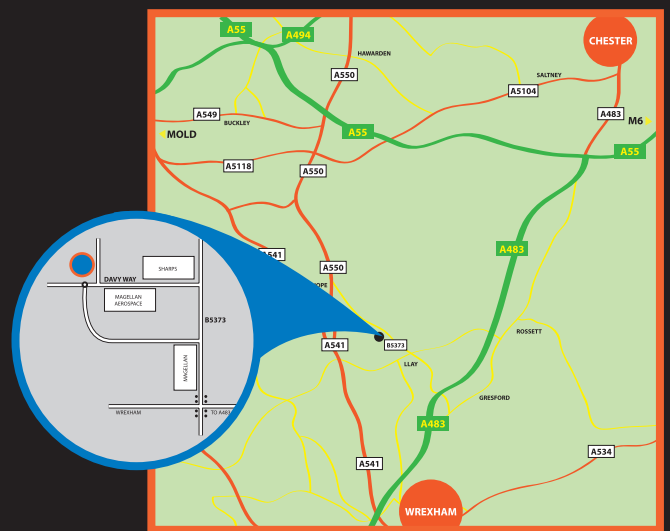 A55
A494
CHESTER
HAWARDEN
A550
SALTNEY
A5104
A549
BUCKLEY
A483
M6
MOLD
A55
A55
A5118
A550
A483
A541
A550
SHARPS
DAVY WAY
MAGELLAN
AEROSPACE
B5373
ROSSETT
A541
B5373
LLAY
MAGELLAN
GRESFORD
WREXHAM
TO A483
A483
A541
A534
WREXHAM